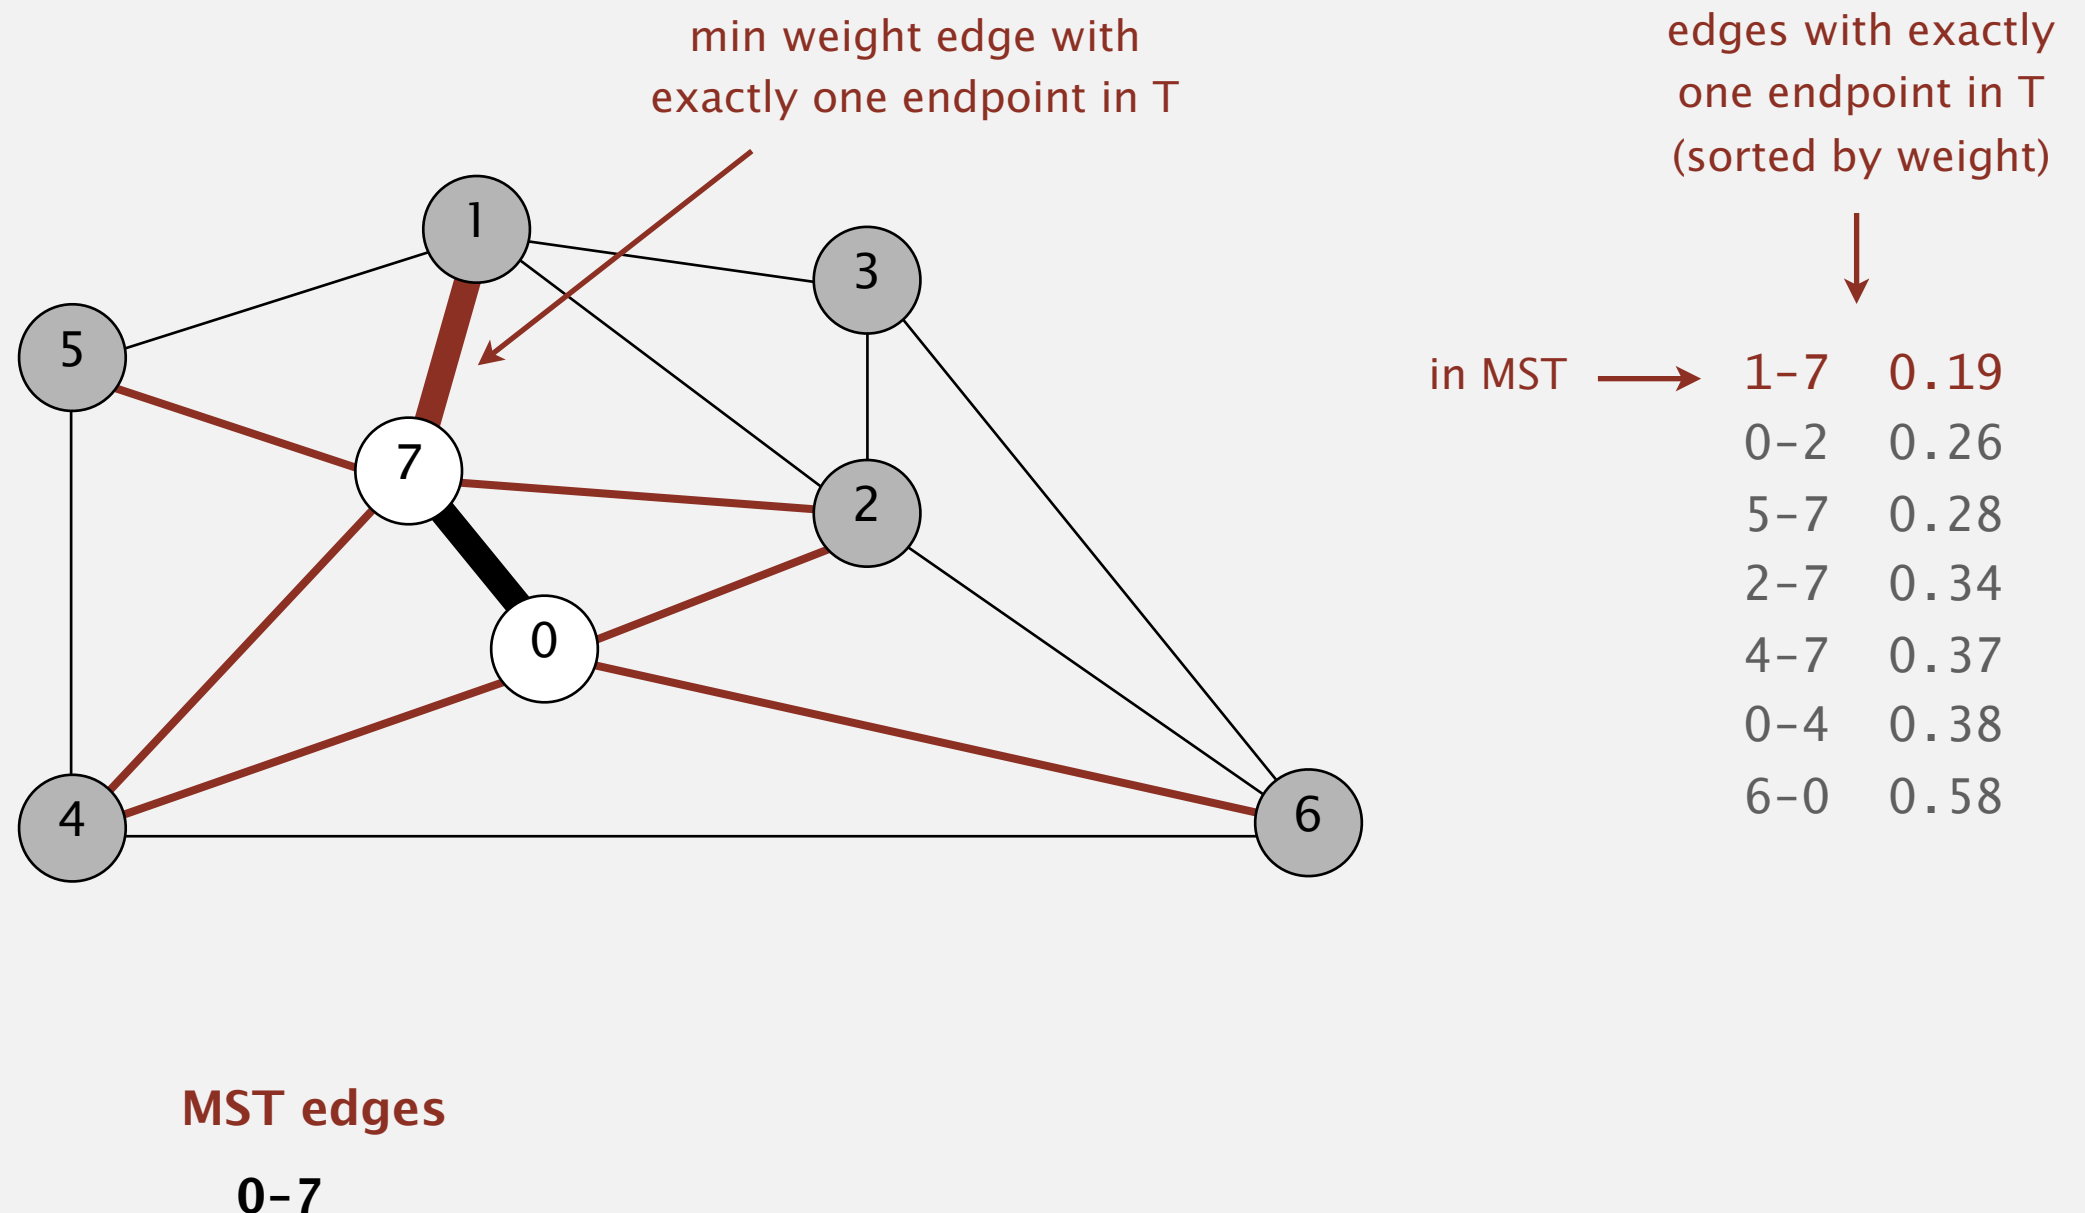 min weight edge with
exactly one endpoint in T
edges with exactly
one endpoint in T
(sorted by weight)
1
3
5
7
2
0
4
6
in MST
1-7 0.19
0-2 0.26
5-7 0.28
2-7 0.34
4-7 0.37
0-4 0.38
6-0 0.58
MST edges
0-7